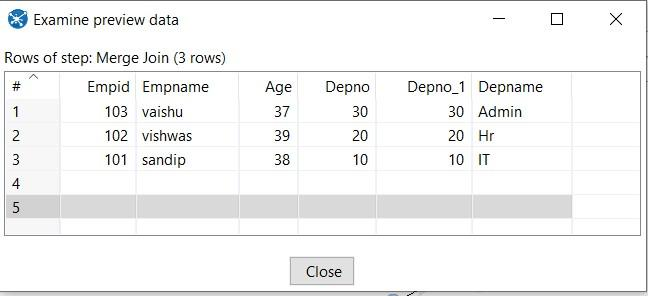 Examine preview data
Rows of step: Merge Join (3 rows)
# Empid Empname Age Depno Depno_1 Depname
1 103 vaishu 37 30 30 Admin
2 102 vishwas 39 20 20 Hr
3 101 sandip 38 10 10 IT
4
5
Close